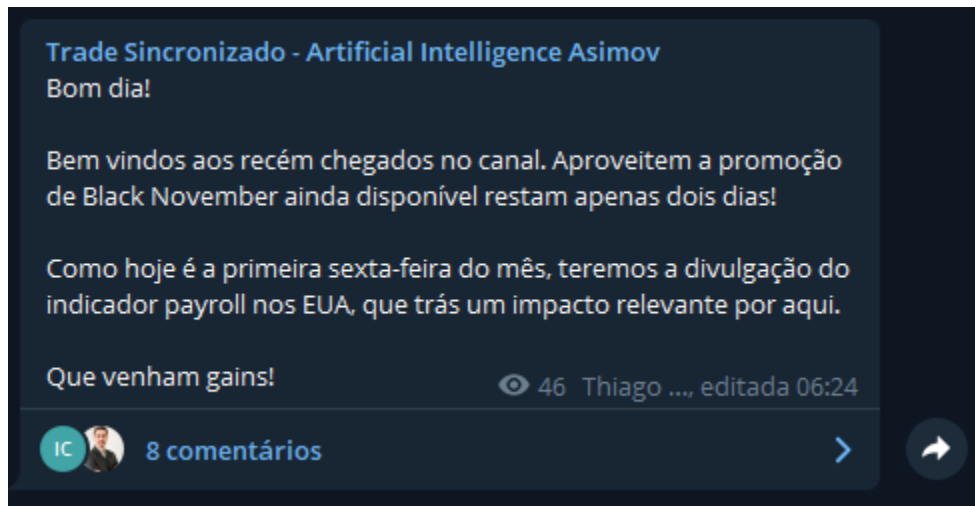 Trade Sincronizado - Artificial Intelligence Asimov
Bom dia!
Bem vindos aos recém chegados no canal. Aproveitem a promoção
de Black November ainda disponível restam apenas dois dias!
Como hoje é a primeira sexta-feira do mês, teremos a divulgação do
indicador payroll nos EUA, que trás um impacto relevante por aqui.
Que venham gains!
46 Thiago ..., editada 06:24
IC
8 comentários